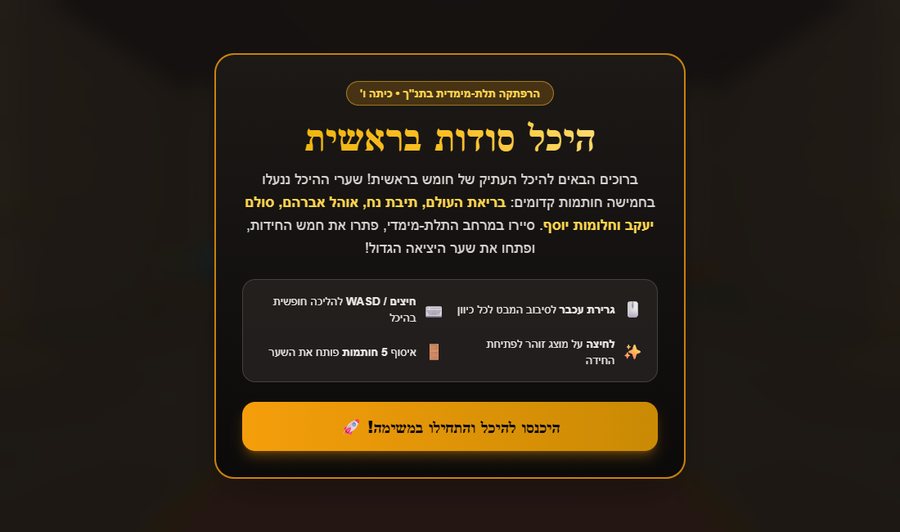 הרפתקה תלת-מימדית בתנ"ך • כיתה ו'
היכל סודות בראשית
ברוכים הבאים להיכל העתיק של חומש בראשית! שערי ההיכל ננעלו
בחמישה חותמות קדומים: בריאת העולם, תיבת נח, אוהל אברהם, סולם
יעקב וחלומות יוסף. סיירו במרחב התלת-מימדי, פתרו את חמש החידות,
ופתחו את שער היציאה הגדול!
גרירת עכבר לסיבוב המבט לכל כיוון
חיצים / WASD להליכה חופשית
בהיכל
לחיצה על מוצג זוהר לפתיחת
החידה
איסוף 5 חותמות פותח את השער
היכנסו להיכל והתחילו במשימה! 🚀